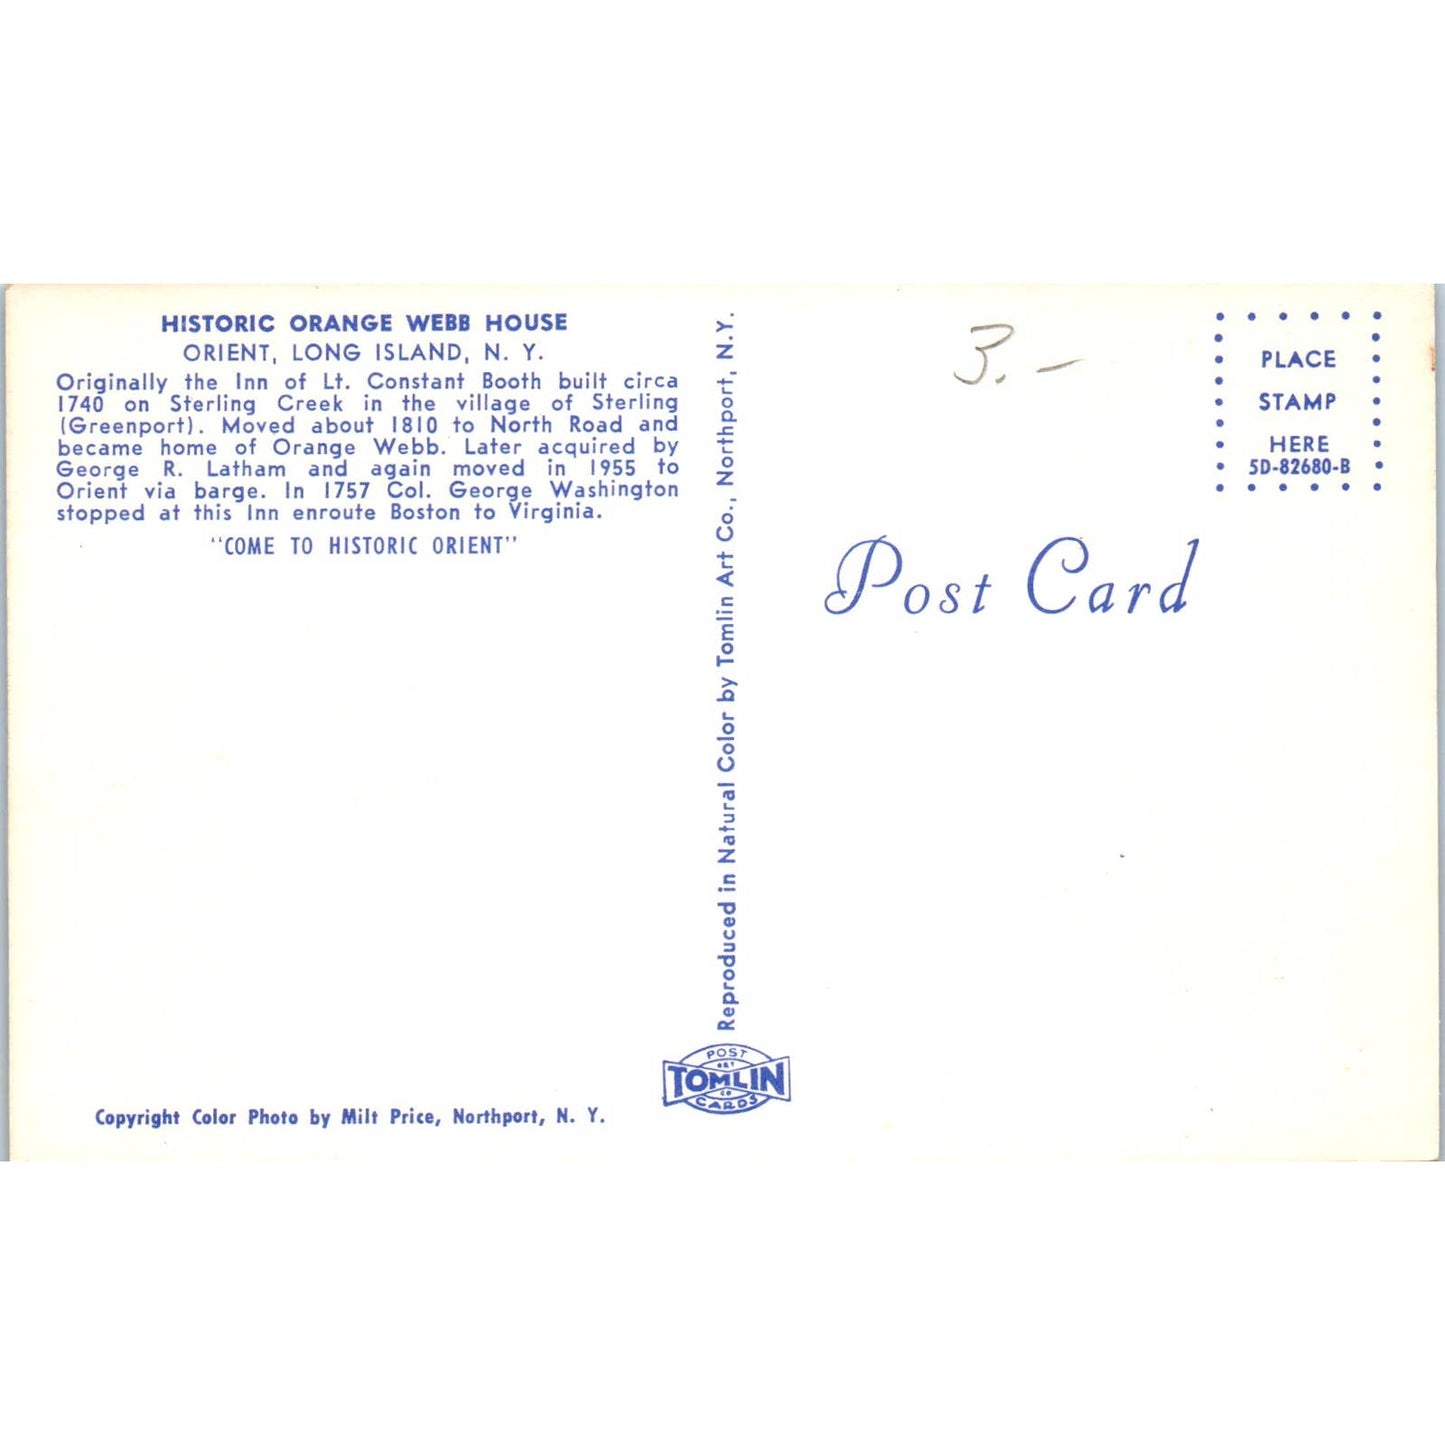 HISTORIC ORANGE WEBB HOUSE
ORIENT, LONG ISLAND, N. Y.
Originally the Inn of Lt. Constant Booth built circa
1740 on Sterling Creek in the village of Sterling
(Greenport). Moved about 1810 to North Road and
became home of Orange Webb. Later acquired by
George R. Latham and again moved in 1955 to
Orient via barge. In 1757 Col. George Washington
stopped at this Inn enroute Boston to Virginia.
"COME TO HISTORIC ORIENT"
Copyright Color Photo by Milt Price, Northport, N. Y.
Reproduced in Natural Color by Tomlin Art Co., Northport, N.Y.
POST
ART
TOMLIN
CO
CARDS
3.-
PLACE
STAMP
HERE
5D-82680-B
Post Card